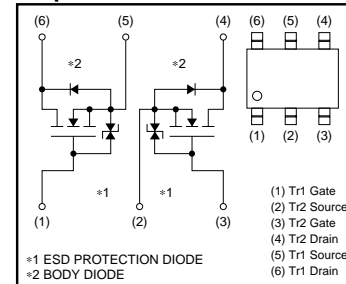 (6) (5) (4) (6) (5) (4)
∗2 ∗2
∗1 ∗1
(1) (2) (3)
(1) (2) (3)
(1) Tr1 Gate
(2) Tr2 Source
(3) Tr2 Gate
(4) Tr2 Drain
(5) Tr1 Source
(6) Tr1 Drain
∗1 ESD PROTECTION DIODE
∗2 BODY DIODE